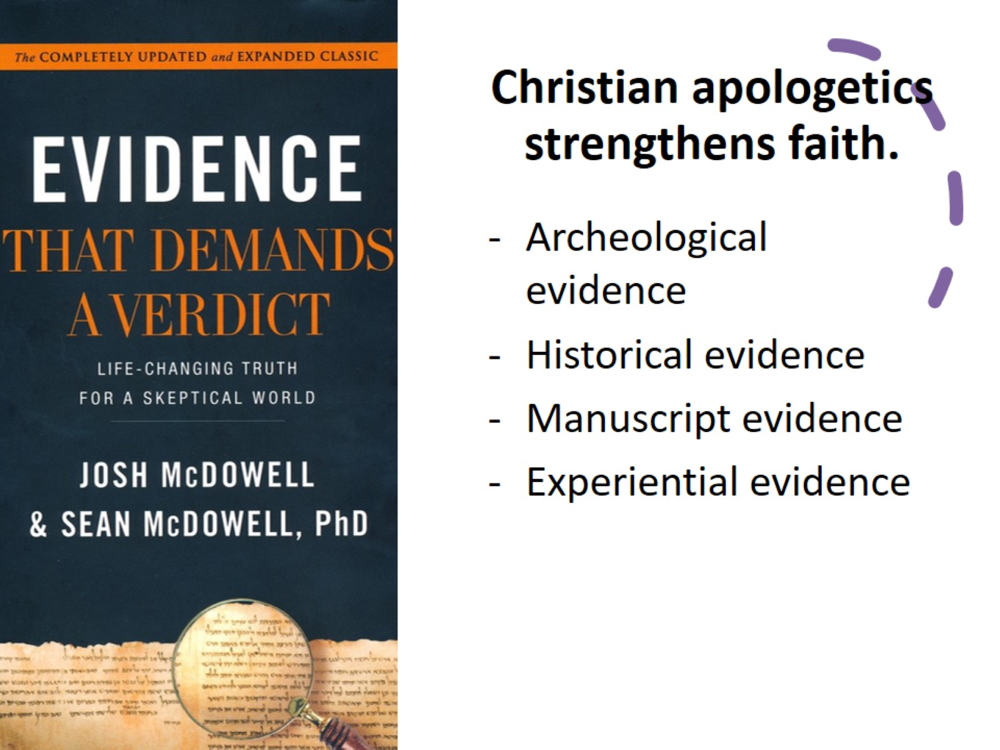 The COMPLETELY UPDATED and EXPANDED CLASSIC
EVIDENCE
THAT DEMANDS
A VERDICT
LIFE-CHANGING TRUTH
FOR A SKEPTICAL WORLD
JOSH McDOWELL
& SEAN McDOWELL, PhD
Christian apologetics
strengthens faith.
- Archeological
evidence
- Historical evidence
- Manuscript evidence
- Experiential evidence